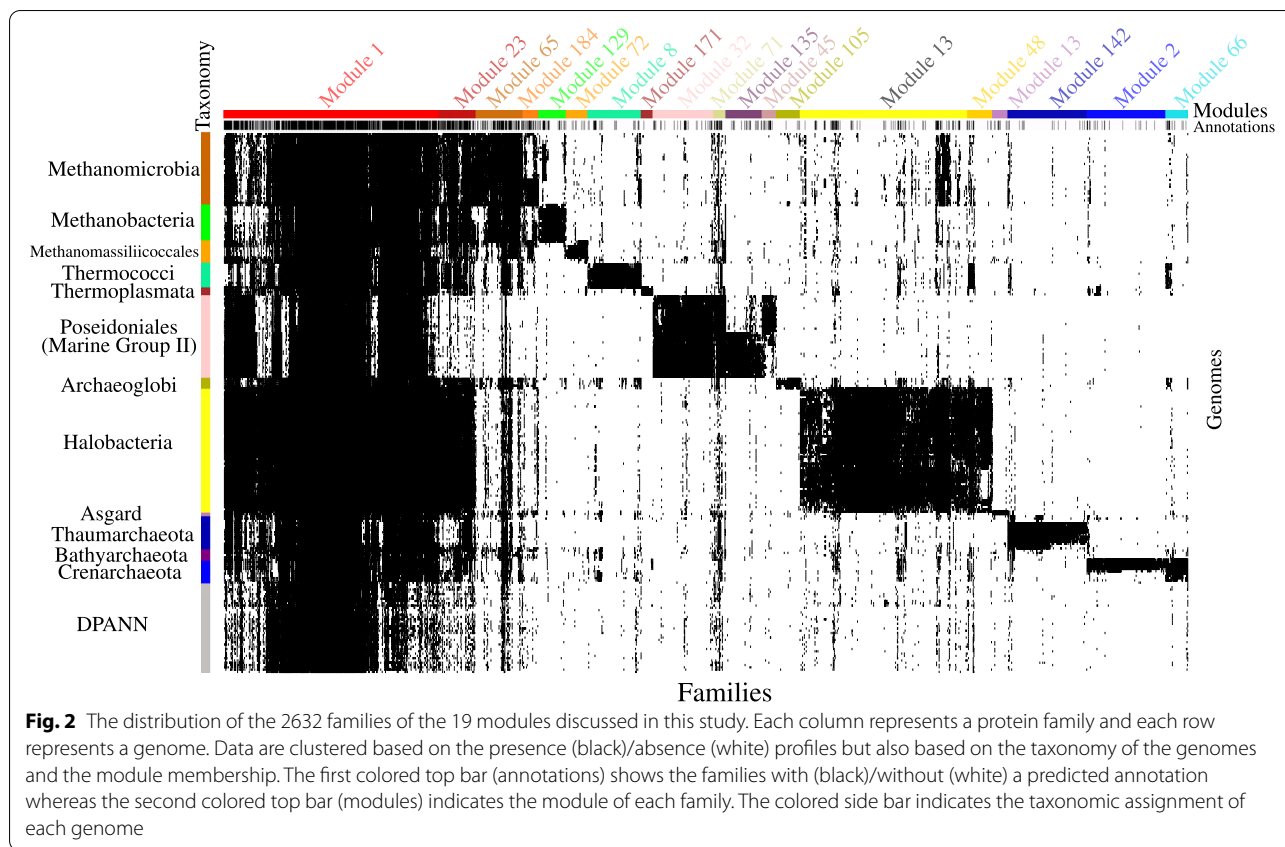 Module 1
Module 23
Module 65
Module 184
Module 129
Module 72
Module 8
Module 171
Module 32
Module 71
Module 135
Module 45
Module 105
Module 13
Module 48
Module 13
Module 142
Module 2
Module 66
Taxonomy
Modules
Annotations
Methanomicrobia
Methanobacteria
Methanomassiliicoccales
Thermococci
Thermoplasmata
Poseidoniales
(Marine Group II)
Archaeoglobi
Halobacteria
Asgard
Thaumarchaeota
Bathyarchaeota
Crenarchaeota
DPANN
Genomes
Families
Fig. 2 The distribution of the 2632 families of the 19 modules discussed in this study. Each column represents a protein family and each row
represents a genome. Data are clustered based on the presence (black)/absence (white) profiles but also based on the taxonomy of the genomes
and the module membership. The first colored top bar (annotations) shows the families with (black)/without (white) a predicted annotation
whereas the second colored top bar (modules) indicates the module of each family. The colored side bar indicates the taxonomic assignment of
each genome